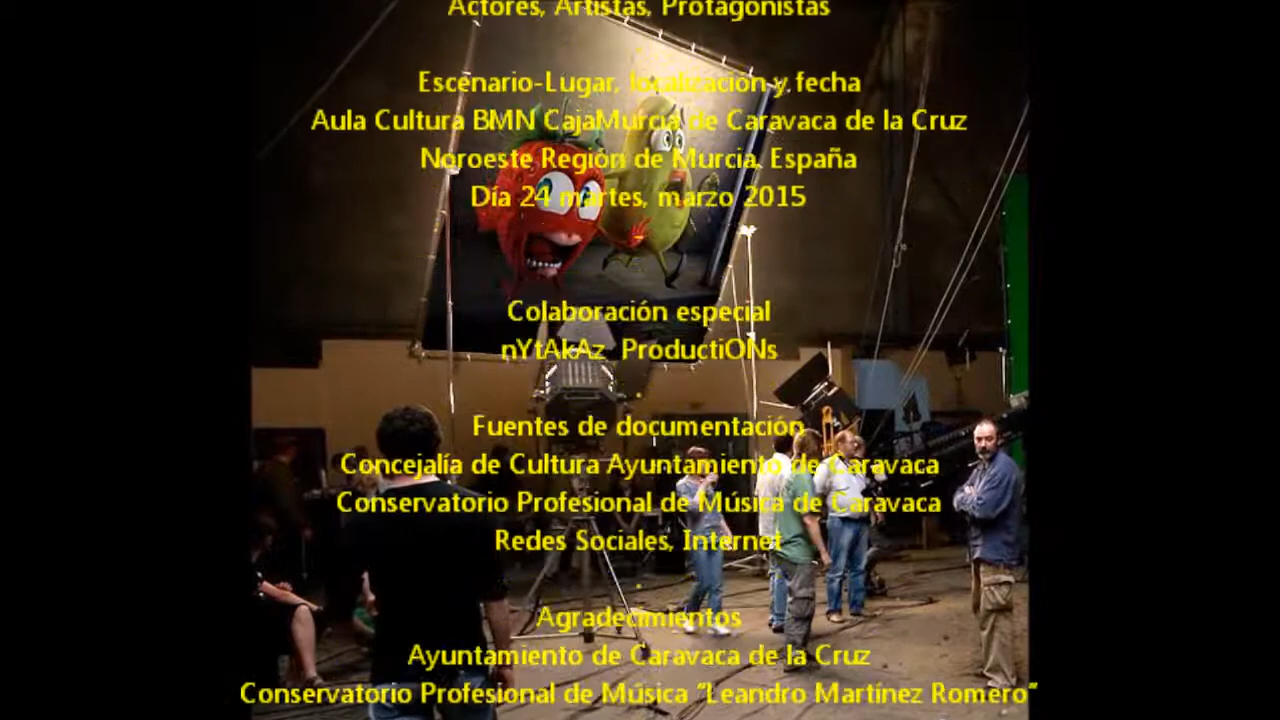 Actores, Artistas, Protagonistas
.
Escenario-Lugar, localización y fecha
Aula Cultura BMN CajaMurcia de Caravaca de la Cruz
Noroeste Región de Murcia, España
Día 24 martes, marzo 2015
Colaboración especial
nYtAkAz ProductiONs
.
Fuentes de documentación
Concejalía de Cultura Ayuntamiento de Caravaca
Conservatorio Profesional de Música de Caravaca
Redes Sociales, Internet
.
Agradecimientos
Ayuntamiento de Caravaca de la Cruz
Conservatorio Profesional de Música “Leandro Martínez Romero”